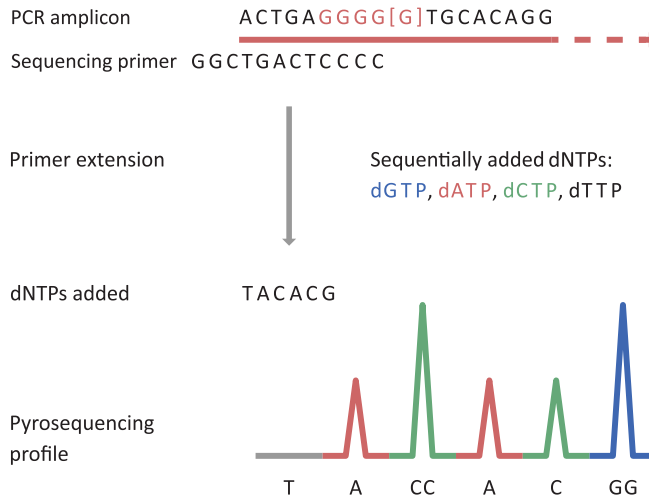 PCR amplicon ACTGAGGGG[G]TGCACAGG
Sequencing primer GGCTGACTCCCC
Primer extension
Sequentially added dNTPs:
dGTP, dATP, dCTP, dTTP
dNTPs added TACACG
Pyrosequencing
profile
T A CC A C GG